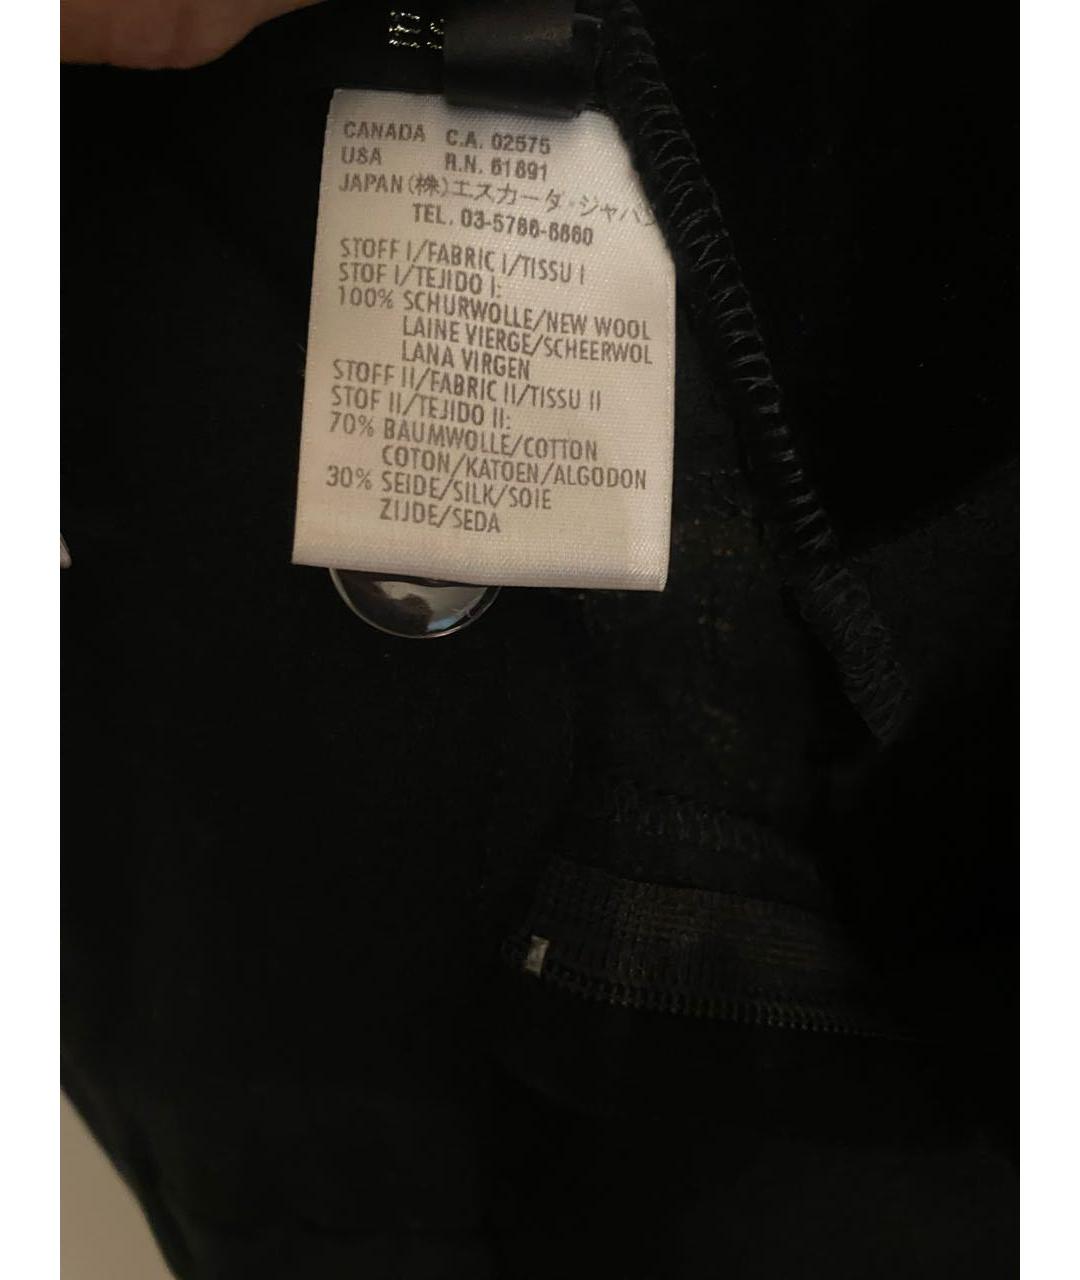 CANADA C.A. 02575
USA R.N. 61891
JAPAN (株)エスカーダ・ジャパン
TEL. 03-5786-6660
STOFF I/FABRIC I/TISSU I
STOF I/TEJIDO I:
100% SCHURWOLLE/NEW WOOL
LAINE VIERGE/SCHEERWOL
LANA VIRGEN
STOFF II/FABRIC II/TISSU II
STOF II/TEJIDO II:
70% BAUMWOLLE/COTTON
COTON/KATOEN/ALGODON
30% SEIDE/SILK/SOIE
ZIJDE/SEDA